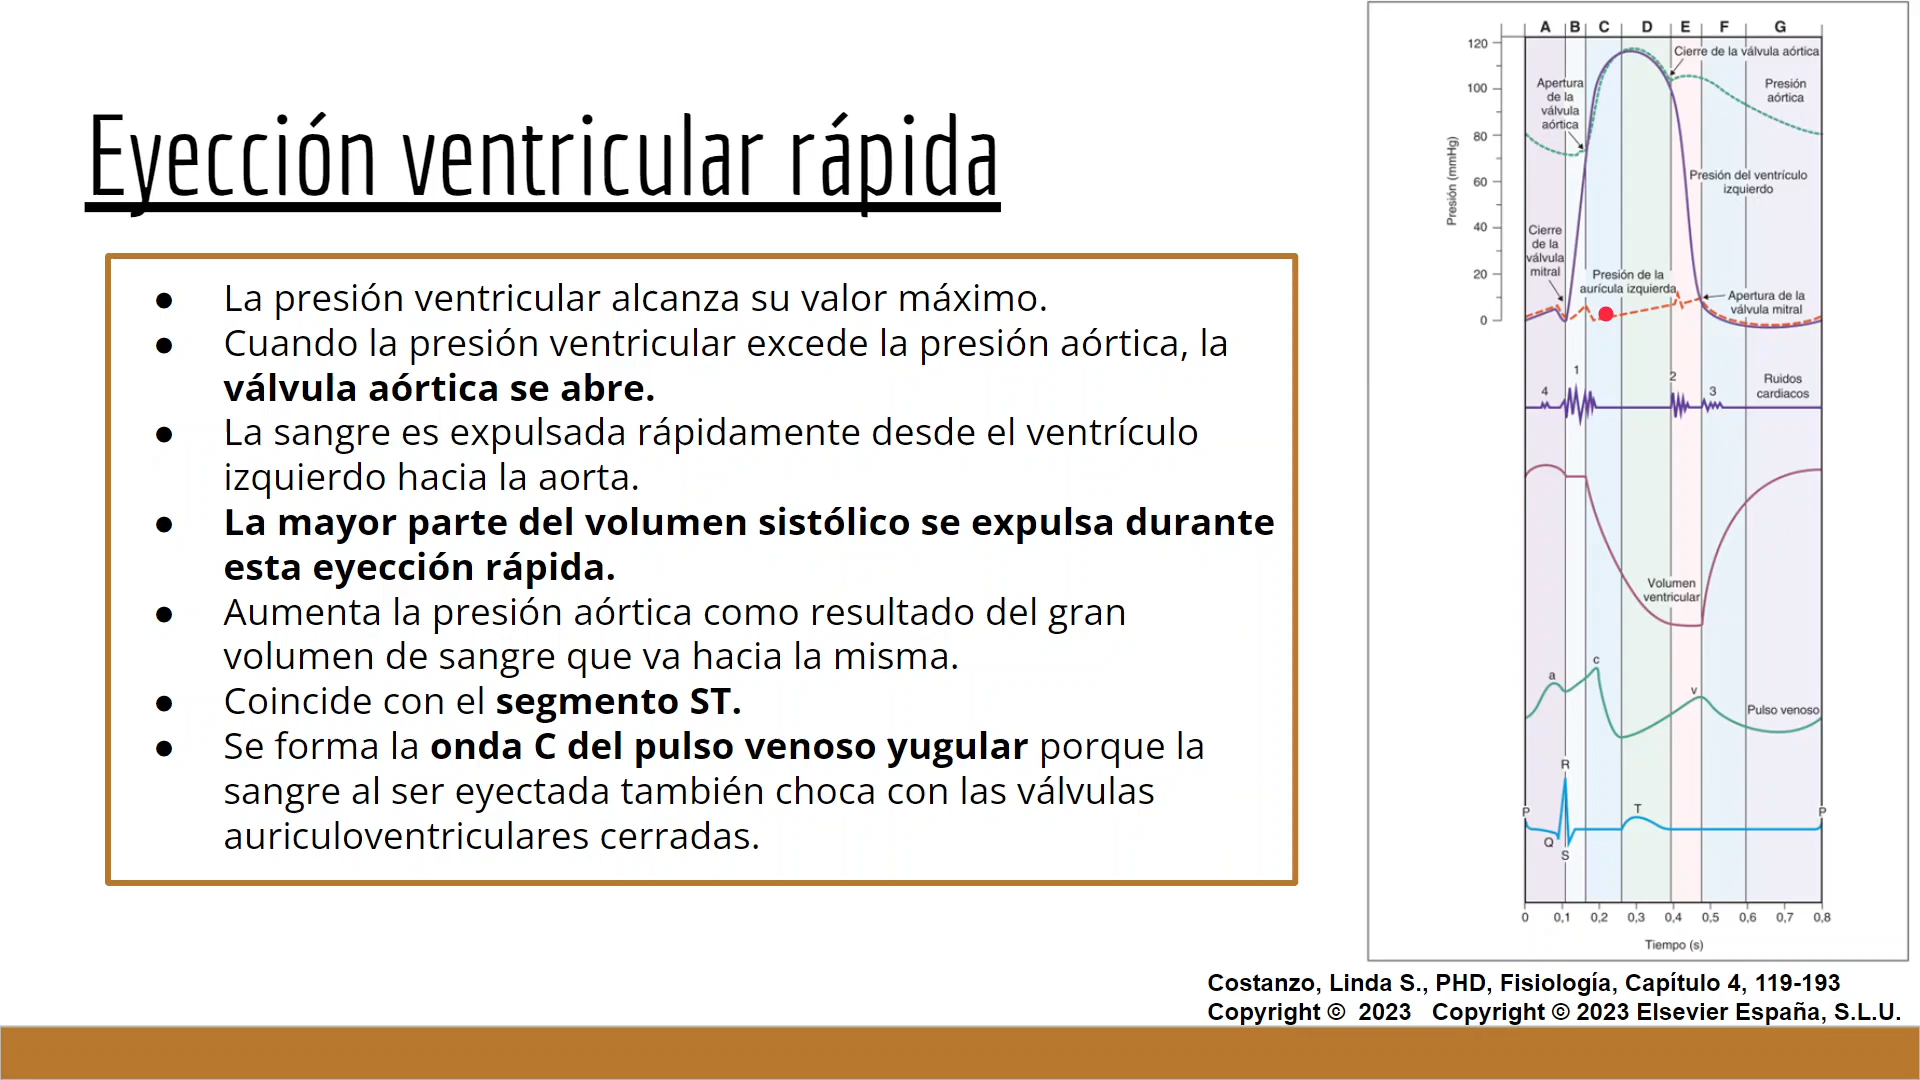 Eyección ventricular rápida
● La presión ventricular alcanza su valor máximo.
● Cuando la presión ventricular excede la presión aórtica, la
válvula aórtica se abre.
● La sangre es expulsada rápidamente desde el ventrículo
izquierdo hacia la aorta.
● La mayor parte del volumen sistólico se expulsa durante
esta eyección rápida.
● Aumenta la presión aórtica como resultado del gran
volumen de sangre que va hacia la misma.
● Coincide con el segmento ST.
● Se forma la onda C del pulso venoso yugular porque la
sangre al ser eyectada también choca con las válvulas
auriculoventriculares cerradas.
A B C D E F G
120
100
80
60
40
20
0
Presión (mmHg)
Cierre de la válvula aórtica
Apertura
de la
válvula
aórtica
Presión
aórtica
Presión del ventrículo
izquierdo
Cierre
de la
válvula
mitral
Presión de la
aurícula izquierda
Apertura de la
válvula mitral
4 1 2 3
Ruidos
cardiacos
Volumen
ventricular
a c v
Pulso venoso
R
P Q S T P
0 0,1 0,2 0,3 0,4 0,5 0,6 0,7 0,8
Tiempo (s)
Costanzo, Linda S., PHD, Fisiología, Capítulo 4, 119-193
Copyright © 2023 Copyright © 2023 Elsevier España, S.L.U.